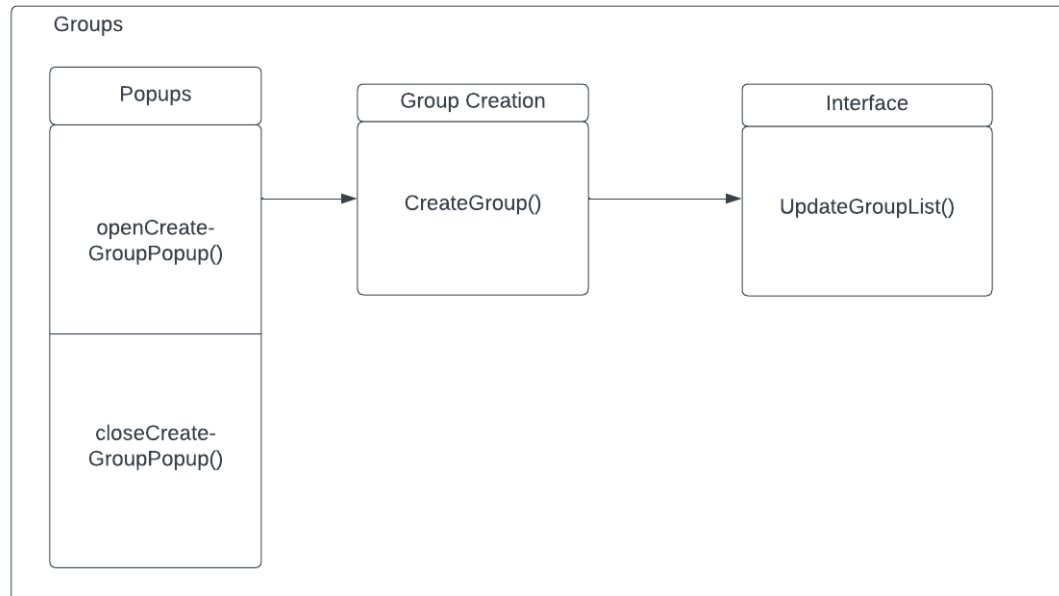 Groups
Popups
Group Creation
Interface
openCreate-
GroupPopup()
CreateGroup()
UpdateGroupList()
closeCreate-
GroupPopup()